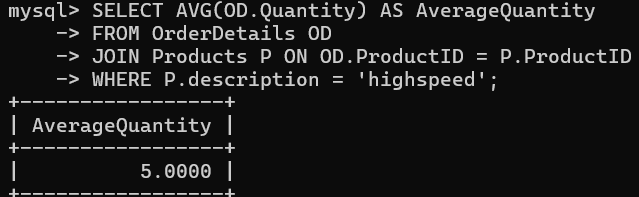 mysql> SELECT AVG(OD.Quantity) AS AverageQuantity
    -> FROM OrderDetails OD
    -> JOIN Products P ON OD.ProductID = P.ProductID
    -> WHERE P.description = 'highspeed';
+-----------------+
| AverageQuantity |
+-----------------+
|          5.0000 |
+-----------------+